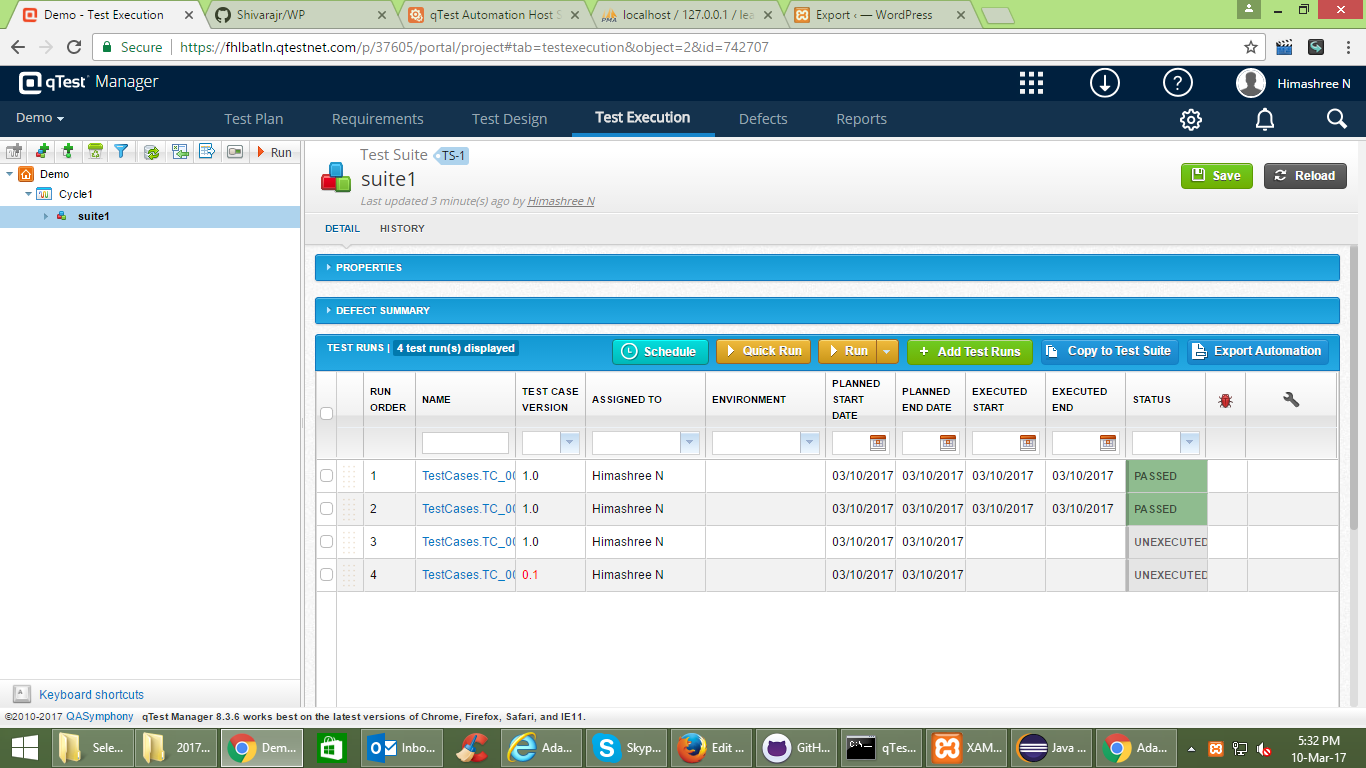 Demo - Test Execution
Shivarajr/WP
qTest Automation Host S
PMA localhost / 127.0.0.1 / lea
Export ‹ — WordPress
Secure https://fhlbatln.qtestnet.com/p/37605/portal/project#tab=testexecution&object=2&id=742707
qTest Manager
Himashree N
Demo
Test Plan Requirements Test Design Test Execution Defects Reports
Run
Demo
Cycle1
suite1
Test Suite TS-1
suite1
Last updated 3 minute(s) ago by Himashree N
Save
Reload
DETAIL HISTORY
PROPERTIES
DEFECT SUMMARY
TEST RUNS | 4 test run(s) displayed
Schedule
Quick Run
Run
+ Add Test Runs
Copy to Test Suite
Export Automation
RUN ORDER
NAME
TEST CASE VERSION
ASSIGNED TO
ENVIRONMENT
PLANNED START DATE
PLANNED END DATE
EXECUTED START
EXECUTED END
STATUS
1 TestCases.TC_00 1.0 Himashree N 03/10/2017 03/10/2017 03/10/2017 03/10/2017 PASSED
2 TestCases.TC_00 1.0 Himashree N 03/10/2017 03/10/2017 03/10/2017 03/10/2017 PASSED
3 TestCases.TC_00 1.0 Himashree N 03/10/2017 03/10/2017 UNEXECUTED
4 TestCases.TC_00 0.1 Himashree N 03/10/2017 03/10/2017 UNEXECUTED
A Keyboard shortcuts
©2010-2017 QASymphony qTest Manager 8.3.6 works best on the latest versions of Chrome, Firefox, Safari, and IE11.
Sele...
2017...
Dem...
Inbo...
Ada...
Skyp...
Edit ...
GitH...
qTes...
XAM...
Java ...
Ada...
5:32 PM
10-Mar-17